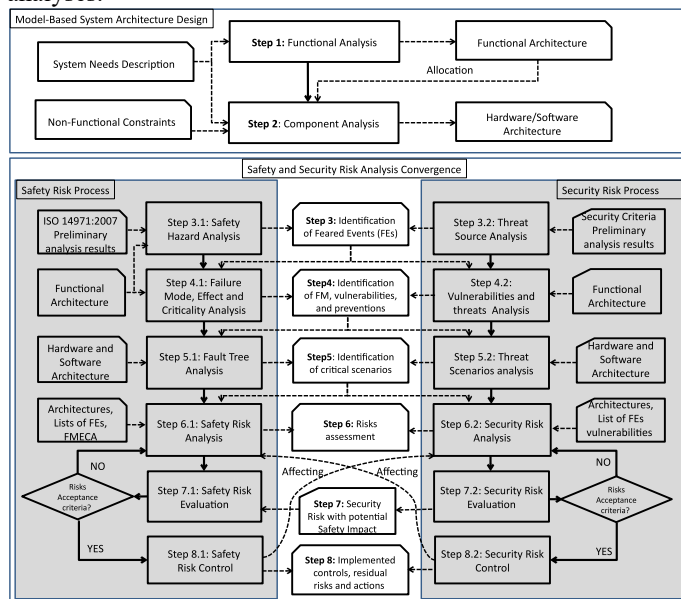 Model-Based System Architecture Design
Step 1: Functional Analysis
Functional Architecture
System Needs Description
Allocation
Non-Functional Constraints
Step 2: Component Analysis
Hardware/Software
Architecture
Safety and Security Risk Analysis Convergence
Safety Risk Process
Security Risk Process
ISO 14971:2007
Preliminary
analysis results
Step 3.1: Safety
Hazard Analysis
Step 3: Identification
of Feared Events (FEs)
Step 3.2: Threat
Source Analysis
Security Criteria
Preliminary
analysis results
Functional
Architecture
Step 4.1: Failure
Mode, Effect and
Criticality Analysis
Step4: Identification
of FM, vulnerabilities,
and preventions
Step 4.2:
Vulnerabilities and
threats Analysis
Functional
Architecture
Hardware and
Software
Architecture
Step 5.1: Fault Tree
Analysis
Step5: Identification
of critical scenarios
Step 5.2: Threat
Scenarios analysis
Hardware and
Software
Architecture
Architectures,
Lists of FEs,
FMECA
Step 6.1: Safety Risk
Analysis
Step 6: Risks
assessment
Step 6.2: Security Risk
Analysis
Architectures,
List of FEs
vulnerabilities
NO
Affecting
Affecting
NO
Risks
Acceptance
criteria?
Step 7.1: Safety Risk
Evaluation
Step 7: Security
Risk with potential
Safety Impact
Step 7.2: Security Risk
Evaluation
Risks
Acceptance
criteria?
YES
YES
Step 8.1: Safety
Risk Control
Step 8: Implemented
controls, residual
risks and actions
Step 8.2: Security Risk
Control